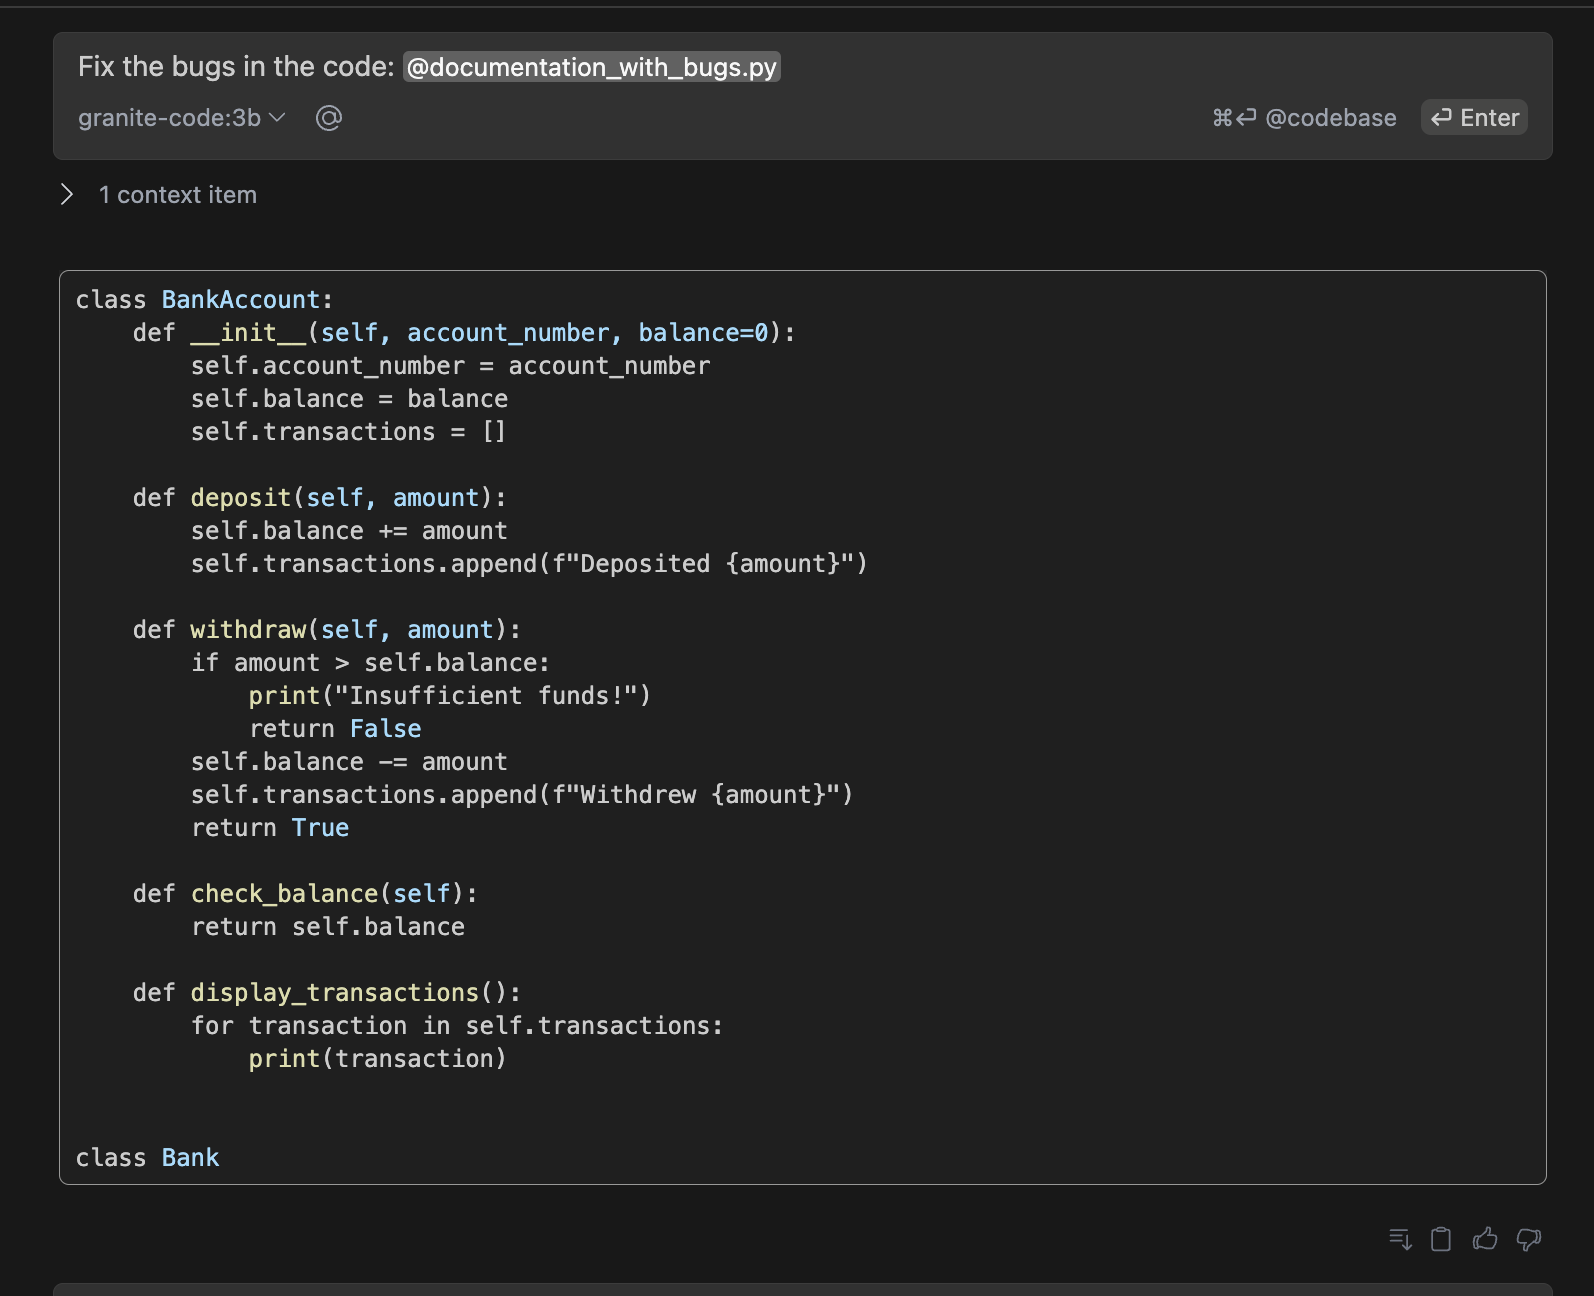 Fix the bugs in the code: @documentation_with_bugs.py
granite-code:3b @ ⌘⏎ @codebase ⏎ Enter
1 context item
class BankAccount:
    def __init__(self, account_number, balance=0):
        self.account_number = account_number
        self.balance = balance
        self.transactions = []

    def deposit(self, amount):
        self.balance += amount
        self.transactions.append(f"Deposited {amount}")

    def withdraw(self, amount):
        if amount > self.balance:
            print("Insufficient funds!")
            return False
        self.balance -= amount
        self.transactions.append(f"Withdrew {amount}")
        return True

    def check_balance(self):
        return self.balance

    def display_transactions():
        for transaction in self.transactions:
            print(transaction)


class Bank